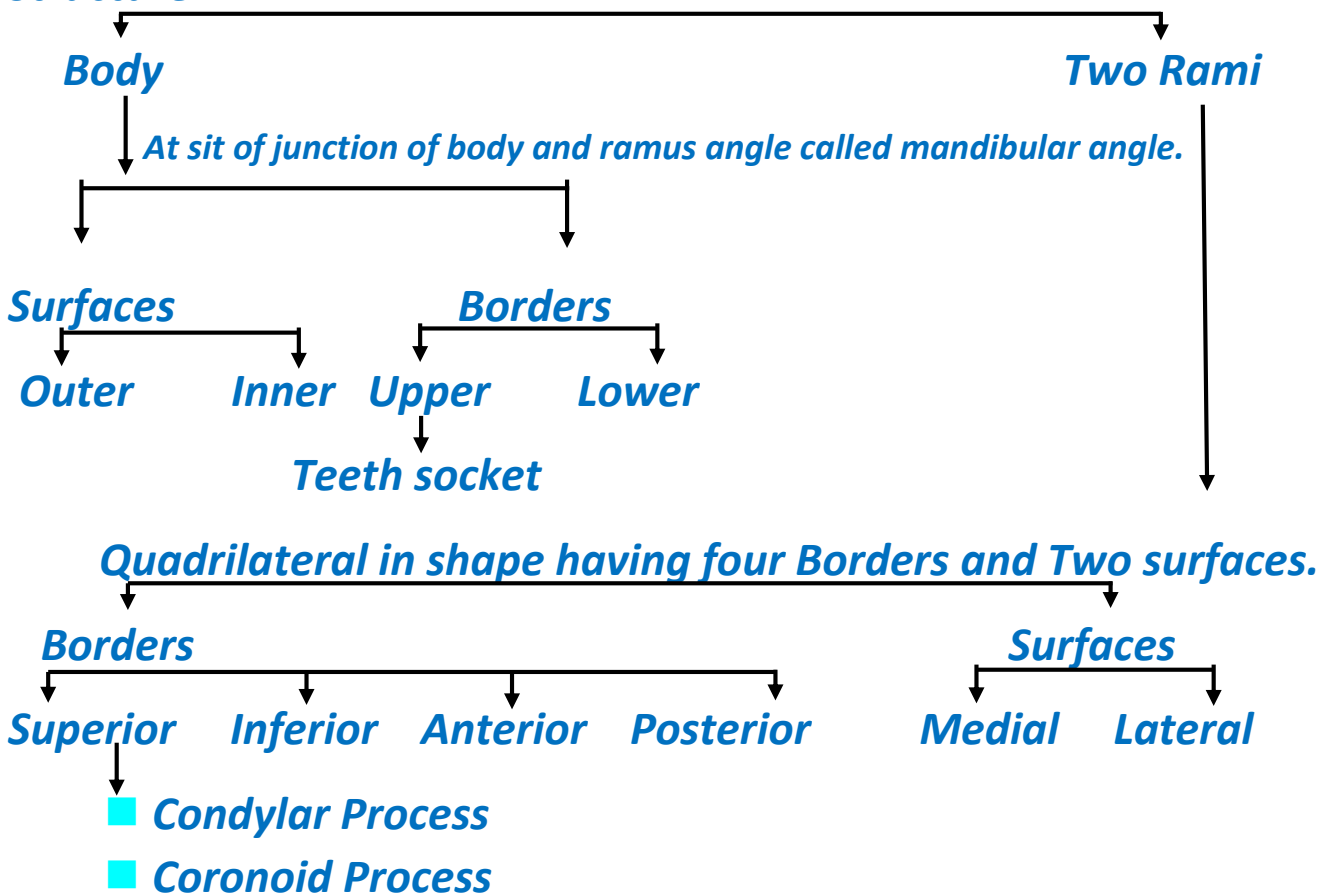 Body Two Rami
At sit of junction of body and ramus angle called mandibular angle.
Surfaces Borders
Outer Inner Upper Lower
Teeth socket
Quadrilateral in shape having four Borders and Two surfaces.
Borders Surfaces
Superior Inferior Anterior Posterior Medial Lateral
Condylar Process
Coronoid Process